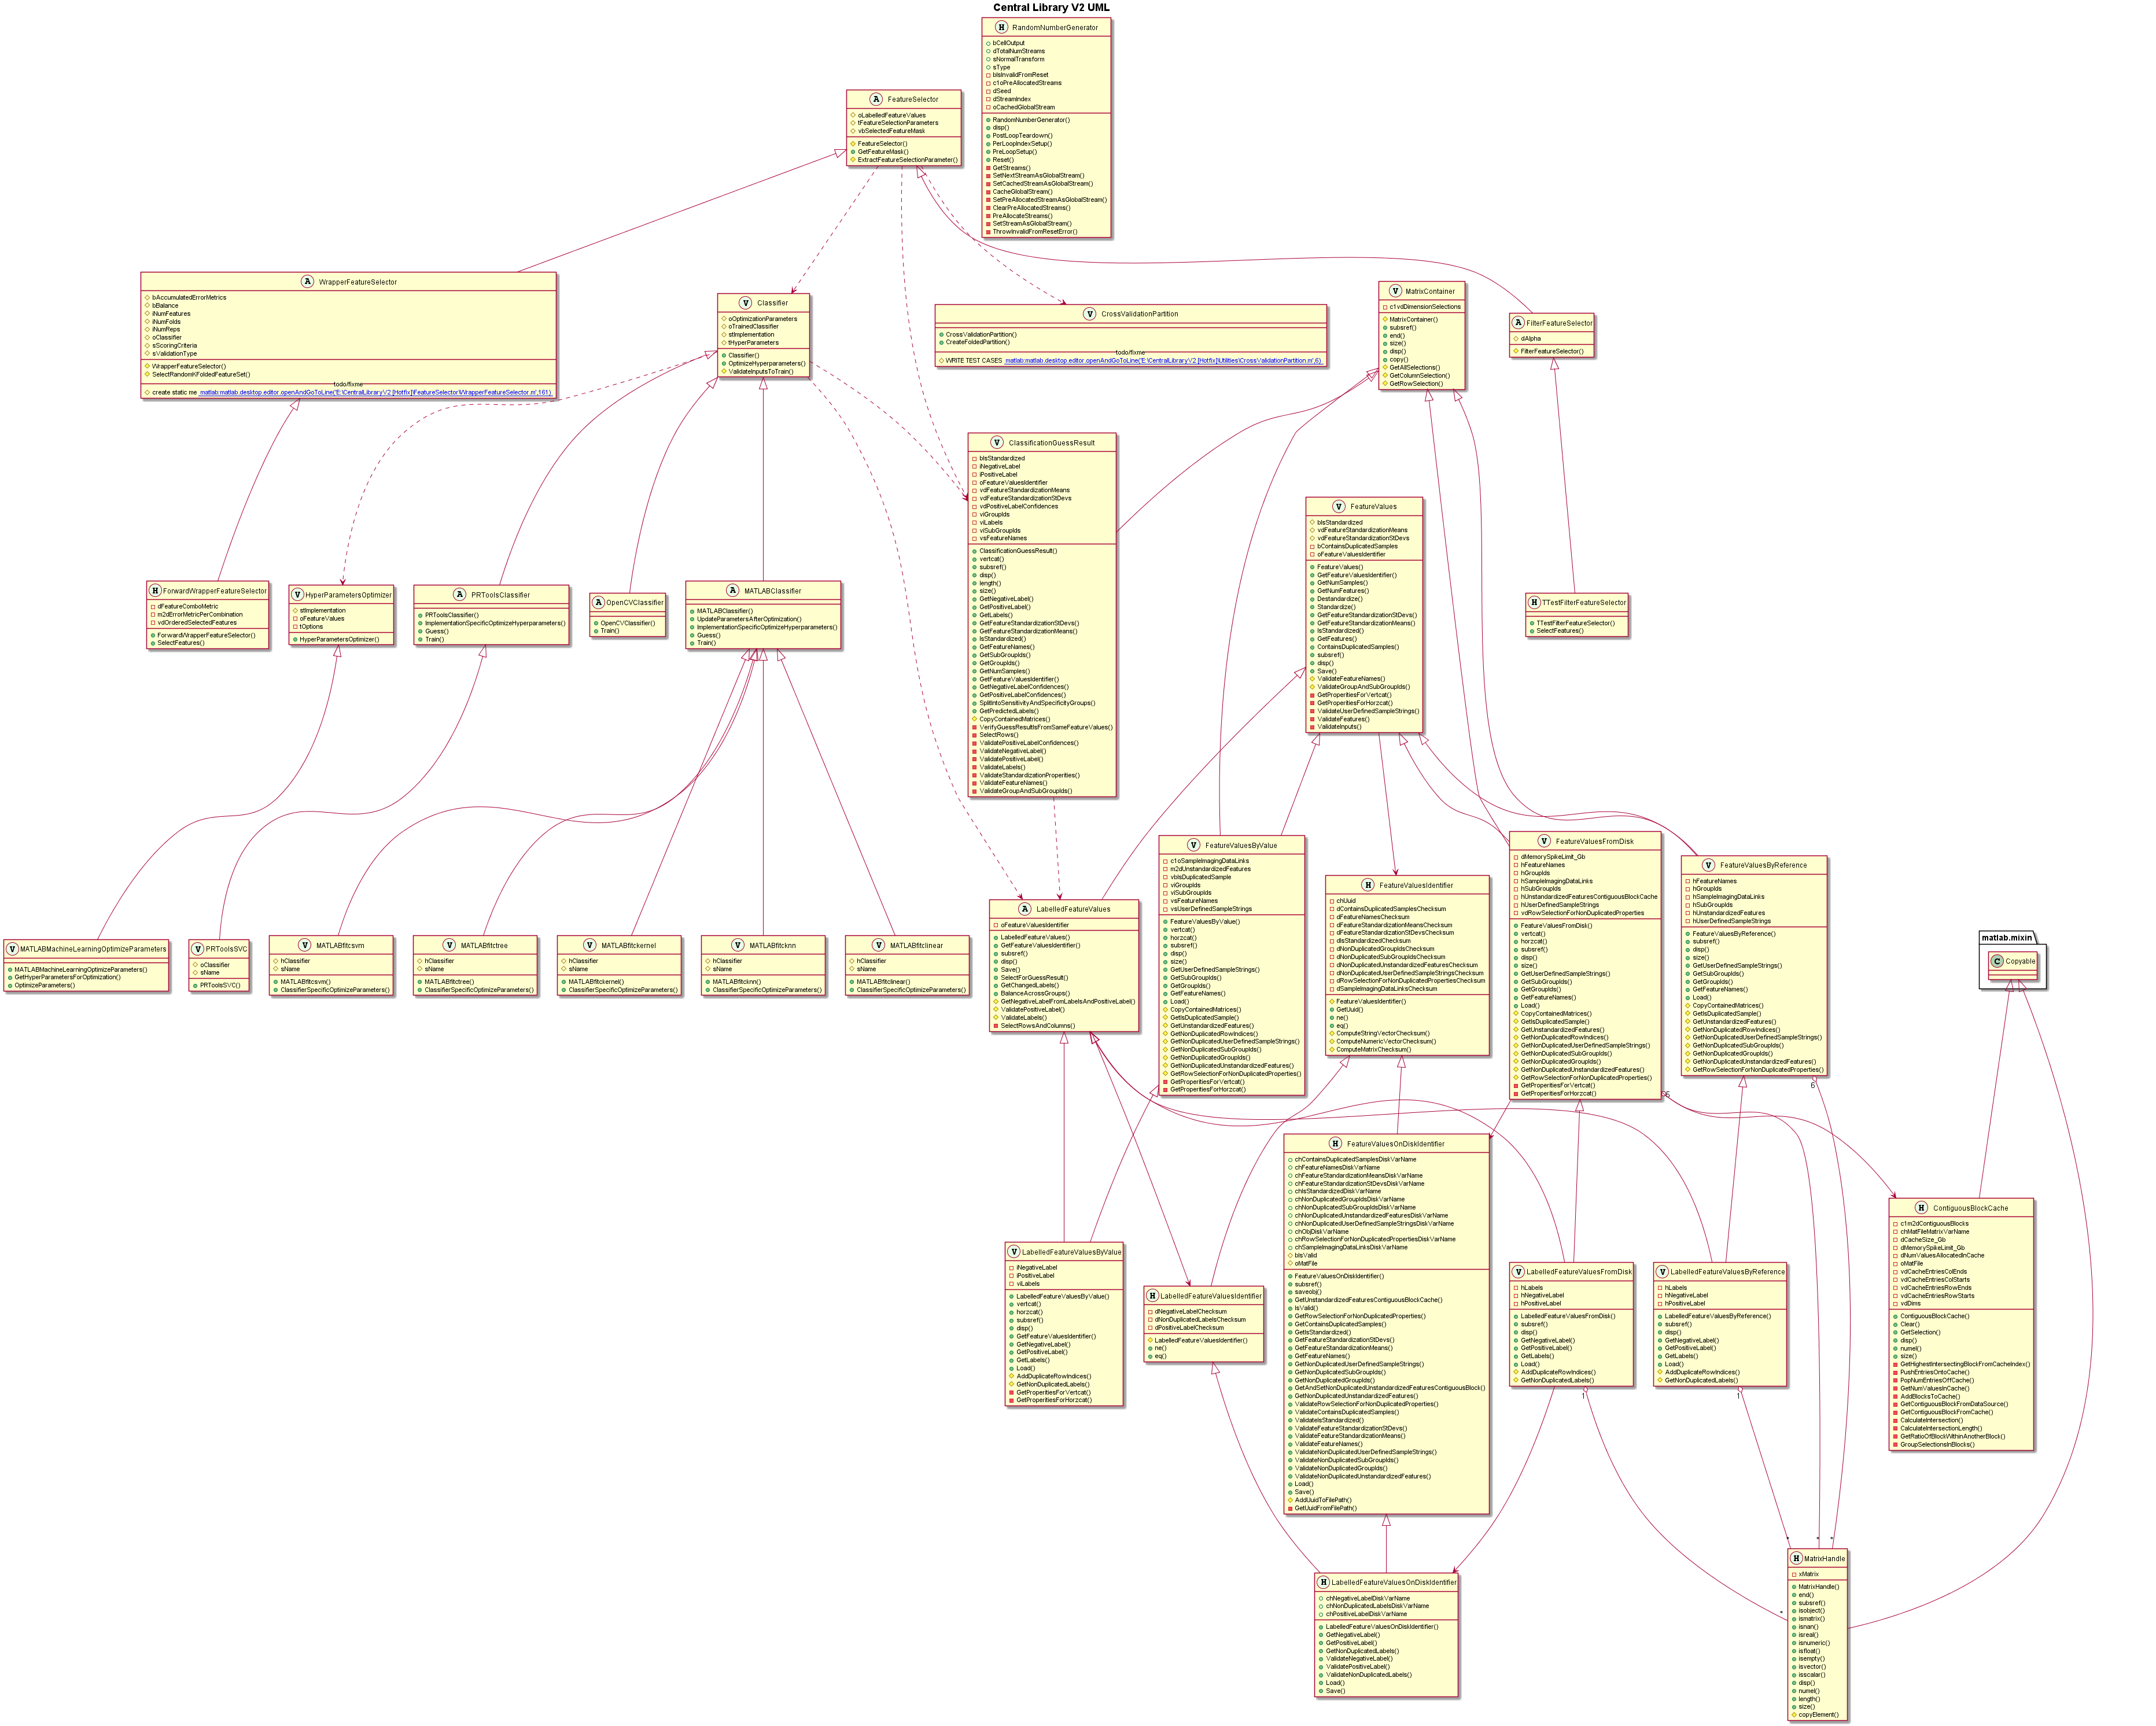 Central Library V2 UML
H RandomNumberGenerator
bCellOutput
dTotalNumStreams
sNormalTransform
sType
bIsInvalidFromReset
c1oPreAllocatedStreams
dSeed
dStreamIndex
oCachedGlobalStream
RandomNumberGenerator()
disp()
PostLoopTeardown()
PerLoopIndexSetup()
PreLoopSetup()
Reset()
GetStreams()
SetNextStreamAsGlobalStream()
SetCachedStreamAsGlobalStream()
CacheGlobalStream()
SetPreAllocatedStreamAsGlobalStream()
ClearPreAllocatedStreams()
PreAllocateStreams()
SetStreamAsGlobalStream()
ThrowInvalidFromResetError()
A FeatureSelector
oLabelledFeatureValues
tFeatureSelectionParameters
vbSelectedFeatureMask
FeatureSelector()
GetFeatureMask()
ExtractFeatureSelectionParameter()
A WrapperFeatureSelector
bAccumulatedErrorMetrics
bBalance
iNumFeatures
iNumFolds
iNumReps
oClassifier
sScoringCriteria
sValidationType
WrapperFeatureSelector()
SelectRandomKFoldedFeatureSet()
todo/fixme
create static me matlab:matlab.desktop.editor.openAndGoToLine('E:\CentralLibrary\V2 [Hotfix]\FeatureSelector\WrapperFeatureSelector.m',161)
V Classifier
oOptimizationParameters
oTrainedClassifier
stImplementation
tHyperParameters
Classifier()
OptimizeHyperparameters()
ValidateInputsToTrain()
V CrossValidationPartition
CrossValidationPartition()
CreateFoldedPartition()
todo/fixme
WRITE TEST CASES matlab:matlab.desktop.editor.openAndGoToLine('E:\CentralLibrary\V2 [Hotfix]\Utilities\CrossValidationPartition.m',6)
V MatrixContainer
c1vdDimensionSelections
MatrixContainer()
subsref()
end()
size()
disp()
copy()
GetAllSelections()
GetColumnSelection()
GetRowSelection()
A FilterFeatureSelector
dAlpha
FilterFeatureSelector()
V ClassificationGuessResult
bIsStandardized
iNegativeLabel
iPositiveLabel
oFeatureValuesIdentifier
vdFeatureStandardizationMeans
vdFeatureStandardizationStDevs
vdPositiveLabelConfidences
viGroupIds
viLabels
viSubGroupIds
vsFeatureNames
ClassificationGuessResult()
vertcat()
subsref()
disp()
length()
size()
GetNegativeLabel()
GetPositiveLabel()
GetLabels()
GetFeatureStandardizationStDevs()
GetFeatureStandardizationMeans()
IsStandardized()
GetFeatureNames()
GetSubGroupIds()
GetGroupIds()
GetNumSamples()
GetFeatureValuesIdentifier()
GetNegativeLabelConfidences()
GetPositiveLabelConfidences()
SplitIntoSensitivityAndSpecificityGroups()
GetPredictedLabels()
CopyContainedMatrices()
VerifyGuessResultIsFromSameFeatureValues()
SelectRows()
ValidatePositiveLabelConfidences()
ValidateNegativeLabel()
ValidatePositiveLabel()
ValidateLabels()
ValidateStandardizationProperities()
ValidateFeatureNames()
ValidateGroupAndSubGroupIds()
V FeatureValues
bIsStandardized
vdFeatureStandardizationMeans
vdFeatureStandardizationStDevs
bContainsDuplicatedSamples
oFeatureValuesIdentifier
FeatureValues()
GetFeatureValuesIdentifier()
GetNumSamples()
GetNumFeatures()
Destandardize()
Standardize()
GetFeatureStandardizationStDevs()
GetFeatureStandardizationMeans()
IsStandardized()
GetFeatures()
ContainsDuplicatedSamples()
subsref()
disp()
Save()
ValidateFeatureNames()
ValidateGroupAndSubGroupIds()
GetProperitiesForVertcat()
GetProperitiesForHorzcat()
ValidateUserDefinedSampleStrings()
ValidateFeatures()
ValidateInputs()
H ForwardWrapperFeatureSelector
dFeatureComboMetric
m2dErrorMetricPerCombination
vdOrderedSelectedFeatures
ForwardWrapperFeatureSelector()
SelectFeatures()
V HyperParametersOptimizer
stImplementation
oFeatureValues
tOptions
HyperParametersOptimizer()
A PRToolsClassifier
PRToolsClassifier()
ImplementationSpecificOptimizeHyperparameters()
Guess()
Train()
A OpenCVClassifier
OpenCVClassifier()
Train()
A MATLABClassifier
MATLABClassifier()
UpdateParametersAfterOptimization()
ImplementationSpecificOptimizeHyperparameters()
Guess()
Train()
H TTestFilterFeatureSelector
TTestFilterFeatureSelector()
SelectFeatures()
V FeatureValuesByValue
c1oSampleImagingDataLinks
m2dUnstandardizedFeatures
vbIsDuplicatedSample
viGroupIds
viSubGroupIds
vsFeatureNames
vsUserDefinedSampleStrings
FeatureValuesByValue()
vertcat()
horzcat()
subsref()
disp()
size()
GetUserDefinedSampleStrings()
GetSubGroupIds()
GetGroupIds()
GetFeatureNames()
Load()
CopyContainedMatrices()
GetIsDuplicatedSample()
GetUnstandardizedFeatures()
GetNonDuplicatedRowIndices()
GetNonDuplicatedUserDefinedSampleStrings()
GetNonDuplicatedSubGroupIds()
GetNonDuplicatedGroupIds()
GetNonDuplicatedUnstandardizedFeatures()
GetRowSelectionForNonDuplicatedProperties()
GetPropertiesForVertcat()
GetPropertiesForHorzcat()
H FeatureValuesIdentifier
chUuid
dContainsDuplicatedSamplesChecksum
dFeatureNamesChecksum
dFeatureStandardizationMeansChecksum
dFeatureStandardizationStDevsChecksum
dIsStandardizedChecksum
dNonDuplicatedGroupIdsChecksum
dNonDuplicatedSubGroupIdsChecksum
dNonDuplicatedUnstandardizedFeaturesChecksum
dNonDuplicatedUserDefinedSampleStringsChecksum
dRowSelectionForNonDuplicatedPropertiesChecksum
dSampleImagingDataLinksChecksum
FeatureValuesIdentifier()
GetUuid()
ne()
eq()
ComputeStringVectorChecksum()
ComputeNumericVectorChecksum()
ComputeMatrixChecksum()
V FeatureValuesFromDisk
dMemorySpikeLimit_Gb
hFeatureNames
hGroupIds
hSampleImagingDataLinks
hSubGroupIds
hUnstandardizedFeaturesContiguousBlockCache
hUserDefinedSampleStrings
vdRowSelectionForNonDuplicatedProperties
FeatureValuesFromDisk()
vertcat()
horzcat()
subsref()
disp()
size()
GetUserDefinedSampleStrings()
GetSubGroupIds()
GetGroupIds()
GetFeatureNames()
Load()
CopyContainedMatrices()
GetIsDuplicatedSample()
GetUnstandardizedFeatures()
GetNonDuplicatedRowIndices()
GetNonDuplicatedUserDefinedSampleStrings()
GetNonDuplicatedSubGroupIds()
GetNonDuplicatedGroupIds()
GetNonDuplicatedUnstandardizedFeatures()
GetRowSelectionForNonDuplicatedProperties()
GetPropertiesForVertcat()
GetPropertiesForHorzcat()
V FeatureValuesByReference
hFeatureNames
hGroupIds
hSampleImagingDataLinks
hSubGroupIds
hUnstandardizedFeatures
hUserDefinedSampleStrings
FeatureValuesByReference()
subsref()
disp()
size()
GetUserDefinedSampleStrings()
GetSubGroupIds()
GetGroupIds()
GetFeatureNames()
Load()
CopyContainedMatrices()
GetIsDuplicatedSample()
GetUnstandardizedFeatures()
GetNonDuplicatedRowIndices()
GetNonDuplicatedUserDefinedSampleStrings()
GetNonDuplicatedSubGroupIds()
GetNonDuplicatedGroupIds()
GetNonDuplicatedUnstandardizedFeatures()
GetRowSelectionForNonDuplicatedProperties()
matlab.mixin
C Copyable
V MATLABMachineLearningOptimizeParameters
MATLABMachineLearningOptimizeParameters()
GetHyperParametersForOptimization()
OptimizeParameters()
V PRToolsSVC
oClassifier
sName
PRToolsSVC()
V MATLABfitcsvm
hClassifier
sName
MATLABfitcsvm()
ClassifierSpecificOptimizeParameters()
V MATLABfitctree
hClassifier
sName
MATLABfitctree()
ClassifierSpecificOptimizeParameters()
V MATLABfitckernel
hClassifier
sName
MATLABfitckernel()
ClassifierSpecificOptimizeParameters()
V MATLABfitcknn
hClassifier
sName
MATLABfitcknn()
ClassifierSpecificOptimizeParameters()
V MATLABfitclinear
hClassifier
sName
MATLABfitclinear()
ClassifierSpecificOptimizeParameters()
A LabelledFeatureValues
oFeatureValuesIdentifier
LabelledFeatureValues()
GetFeatureValuesIdentifier()
subsref()
disp()
Save()
SelectForGuessResult()
GetChangedLabels()
BalanceAcrossGroups()
GetNegativeLabelFromLabelsAndPositiveLabel()
ValidatePositiveLabel()
ValidateLabels()
SelectRowsAndColumns()
6
6
H FeatureValuesOnDiskIdentifier
chContainsDuplicatedSamplesDiskVarName
chFeatureNamesDiskVarName
chFeatureStandardizationMeansDiskVarName
chFeatureStandardizationStDevsDiskVarName
chIsStandardizedDiskVarName
chNonDuplicatedGroupIdsDiskVarName
chNonDuplicatedSubGroupIdsDiskVarName
chNonDuplicatedUnstandardizedFeaturesDiskVarName
chNonDuplicatedUserDefinedSampleStringsDiskVarName
chObjDiskVarName
chRowSelectionForNonDuplicatedPropertiesDiskVarName
chSampleImagingDataLinksDiskVarName
bIsValid
oMatFile
FeatureValuesOnDiskIdentifier()
subsref()
saveobj()
GetUnstandardizedFeaturesContiguousBlockCache()
IsValid()
GetRowSelectionForNonDuplicatedProperties()
GetContainsDuplicatedSamples()
GetIsStandardized()
GetFeatureStandardizationStDevs()
GetFeatureStandardizationMeans()
GetFeatureNames()
GetNonDuplicatedUserDefinedSampleStrings()
GetNonDuplicatedSubGroupIds()
GetNonDuplicatedGroupIds()
GetAndSetNonDuplicatedUnstandardizedFeaturesContiguousBlock()
GetNonDuplicatedUnstandardizedFeatures()
ValidateRowSelectionForNonDuplicatedProperties()
ValidateContainsDuplicatedSamples()
ValidateIsStandardized()
ValidateFeatureStandardizationStDevs()
ValidateFeatureStandardizationMeans()
ValidateFeatureNames()
ValidateNonDuplicatedUserDefinedSampleStrings()
ValidateNonDuplicatedSubGroupIds()
ValidateNonDuplicatedGroupIds()
ValidateNonDuplicatedUnstandardizedFeatures()
Load()
Save()
AddUuidToFilePath()
GetUuidFromFilePath()
H ContiguousBlockCache
c1m2dContiguousBlocks
chMatFileMatrixVarName
dCacheSize_Gb
dMemorySpikeLimit_Gb
dNumValuesAllocatedInCache
oMatFile
vdCacheEntriesColEnds
vdCacheEntriesColStarts
vdCacheEntriesRowEnds
vdCacheEntriesRowStarts
vdDims
ContiguousBlockCache()
Clear()
GetSelection()
disp()
numel()
size()
GetHighestIntersectingBlockFromCacheIndex()
PushEntriesOntoCache()
PopNumEntriesOffCache()
GetNumValuesInCache()
AddBlocksToCache()
GetContiguousBlockFromDataSource()
GetContiguousBlockFromCache()
CalculateIntersection()
CalculateIntersectionLength()
GetRatioOfBlockWithinAnotherBlock()
GroupSelectionsInBlocks()
V LabelledFeatureValuesByValue
iNegativeLabel
iPositiveLabel
viLabels
LabelledFeatureValuesByValue()
vertcat()
horzcat()
subsref()
disp()
GetFeatureValuesIdentifier()
GetNegativeLabel()
GetPositiveLabel()
GetLabels()
Load()
AddDuplicateRowIndices()
GetNonDuplicatedLabels()
GetProperitiesForVertcat()
GetProperitiesForHorzcat()
H LabelledFeatureValuesIdentifier
dNegativeLabelChecksum
dNonDuplicatedLabelsChecksum
dPositiveLabelChecksum
LabelledFeatureValuesIdentifier()
ne()
eq()
V LabelledFeatureValuesFromDisk
hLabels
hNegativeLabel
hPositiveLabel
LabelledFeatureValuesFromDisk()
subsref()
disp()
GetNegativeLabel()
GetPositiveLabel()
GetLabels()
Load()
AddDuplicateRowIndices()
GetNonDuplicatedLabels()
V LabelledFeatureValuesByReference
hLabels
hNegativeLabel
hPositiveLabel
LabelledFeatureValuesByReference()
subsref()
disp()
GetNegativeLabel()
GetPositiveLabel()
GetLabels()
Load()
AddDuplicateRowIndices()
GetNonDuplicatedLabels()
1
1
* * *
*
H LabelledFeatureValuesOnDiskIdentifier
chNegativeLabelDiskVarName
chNonDuplicatedLabelsDiskVarName
chPositiveLabelDiskVarName
LabelledFeatureValuesOnDiskIdentifier()
GetNegativeLabel()
GetPositiveLabel()
GetNonDuplicatedLabels()
ValidateNegativeLabel()
ValidatePositiveLabel()
ValidateNonDuplicatedLabels()
Load()
Save()
H MatrixHandle
xMatrix
MatrixHandle()
end()
subsref()
isobject()
ismatrix()
isnan()
isreal()
isnumeric()
isfloat()
isempty()
isvector()
isscalar()
disp()
numel()
length()
size()
copyElement()